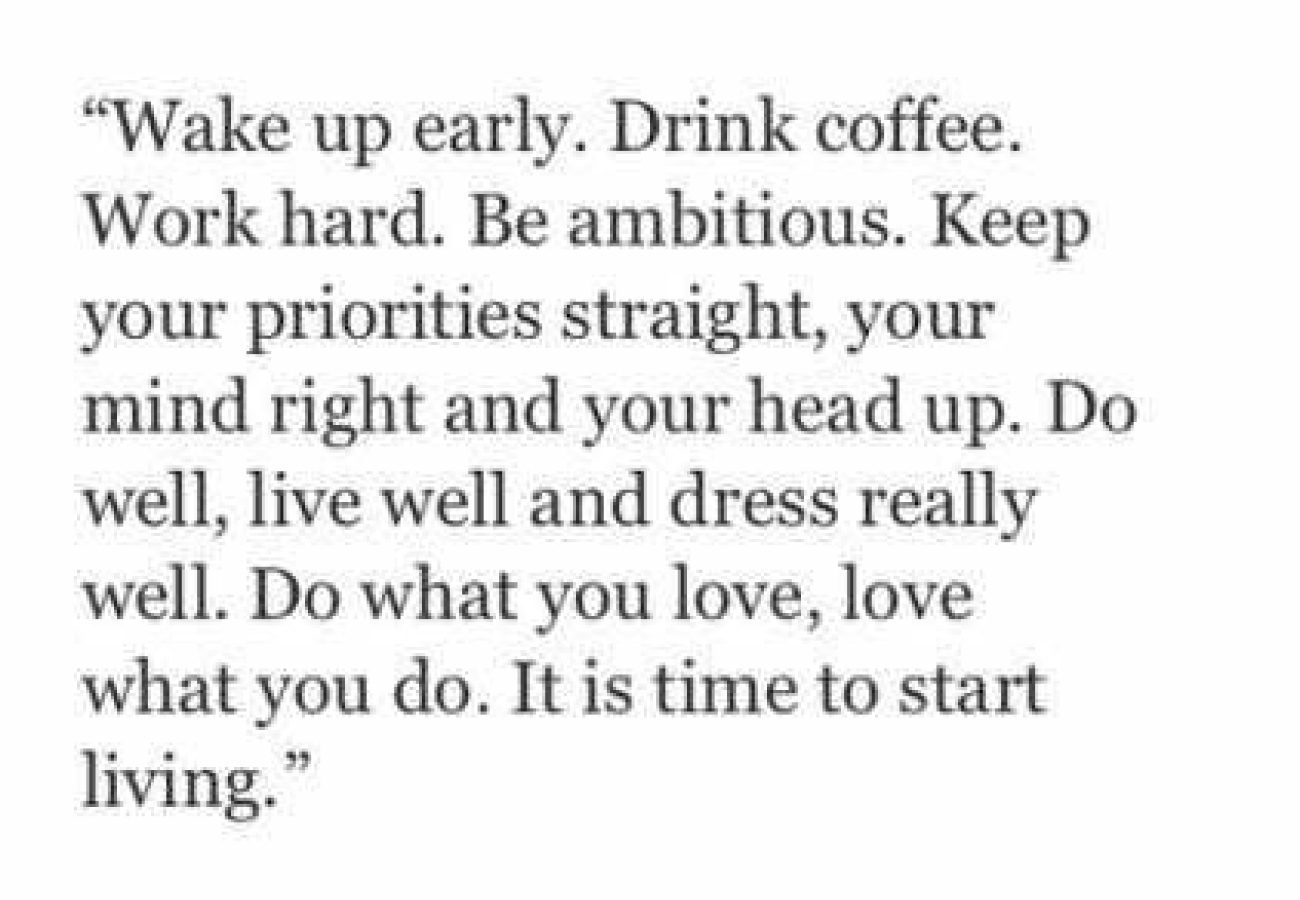 “Wake up early. Drink coffee.
Work hard. Be ambitious. Keep
your priorities straight, your
mind right and your head up. Do
well, live well and dress really
well. Do what you love, love
what you do. It is time to start
living.”